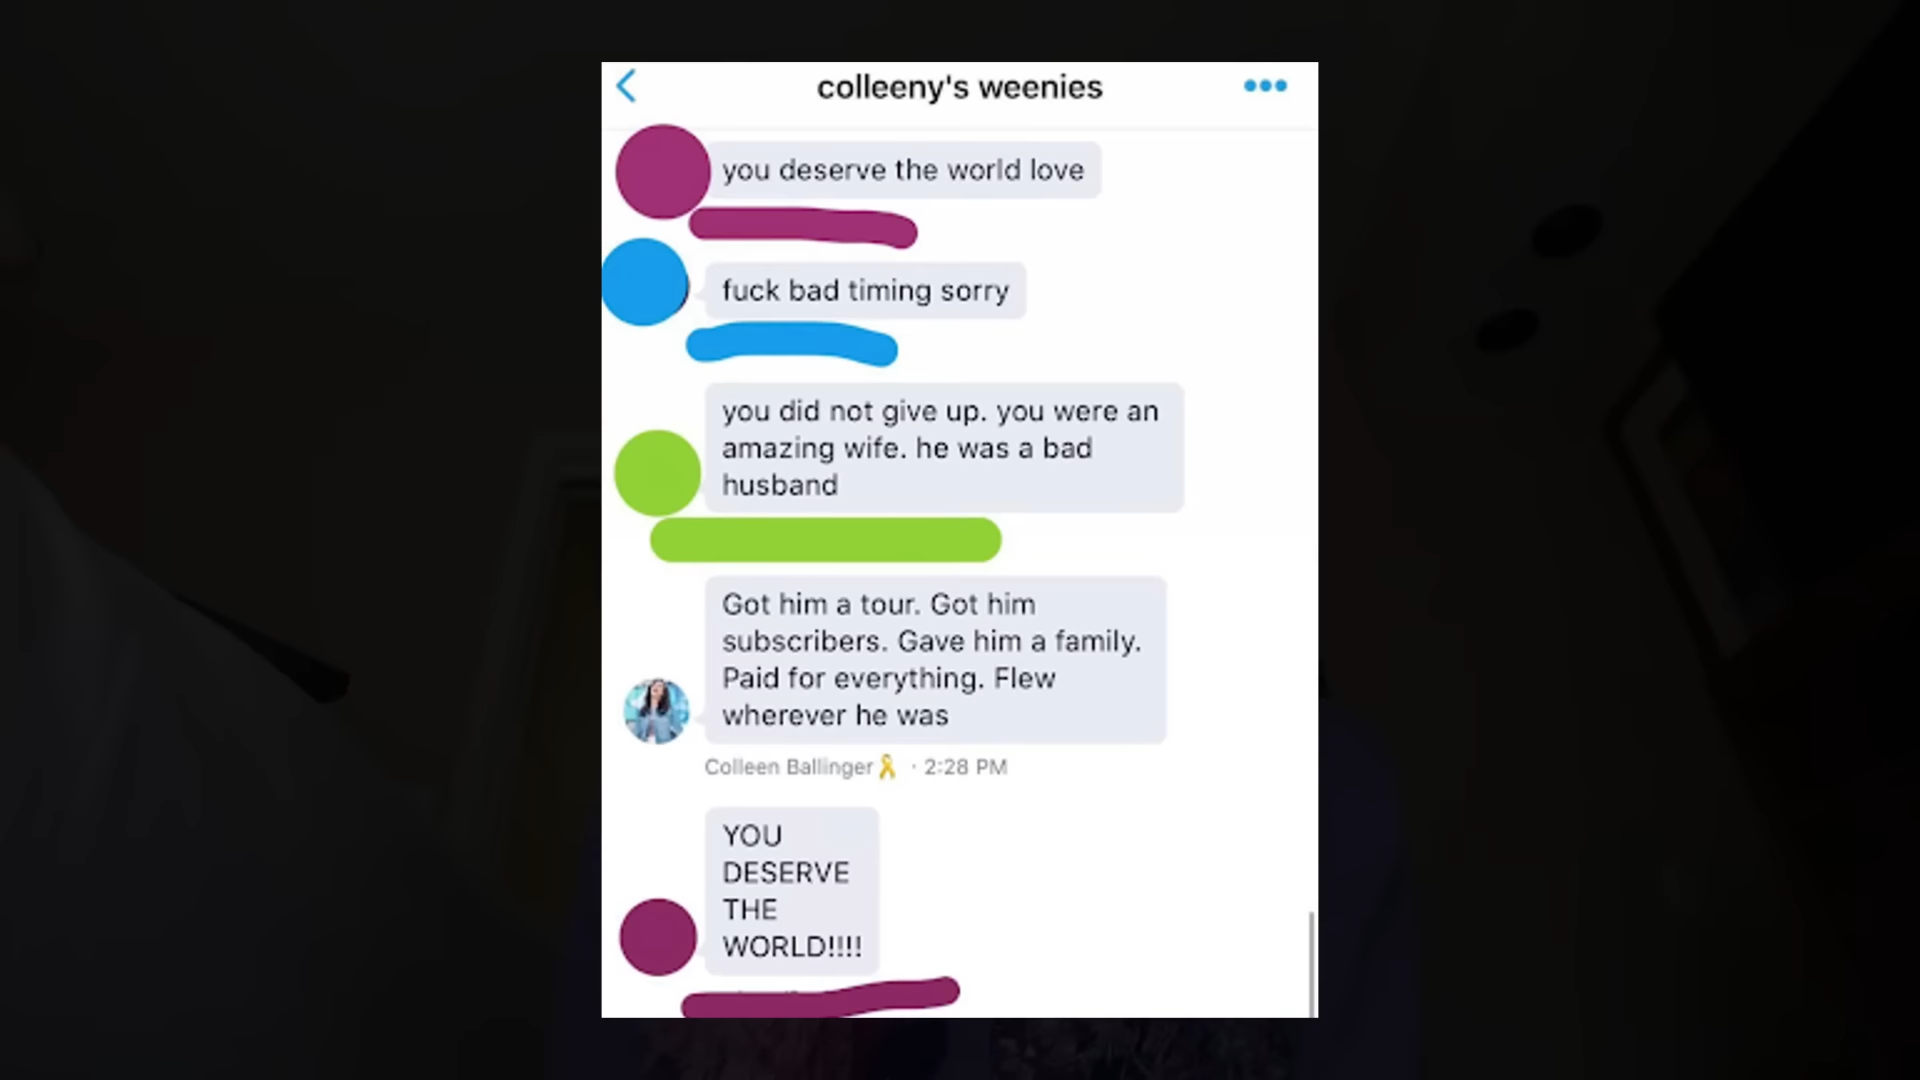 colleeny's weenies
you deserve the world love
fuck bad timing sorry
you did not give up. you were an
amazing wife. he was a bad
husband
Got him a tour. Got him
subscribers. Gave him a family.
Paid for everything. Flew
wherever he was
Colleen Ballinger🎗 · 2:28 PM
YOU
DESERVE
THE
WORLD!!!!